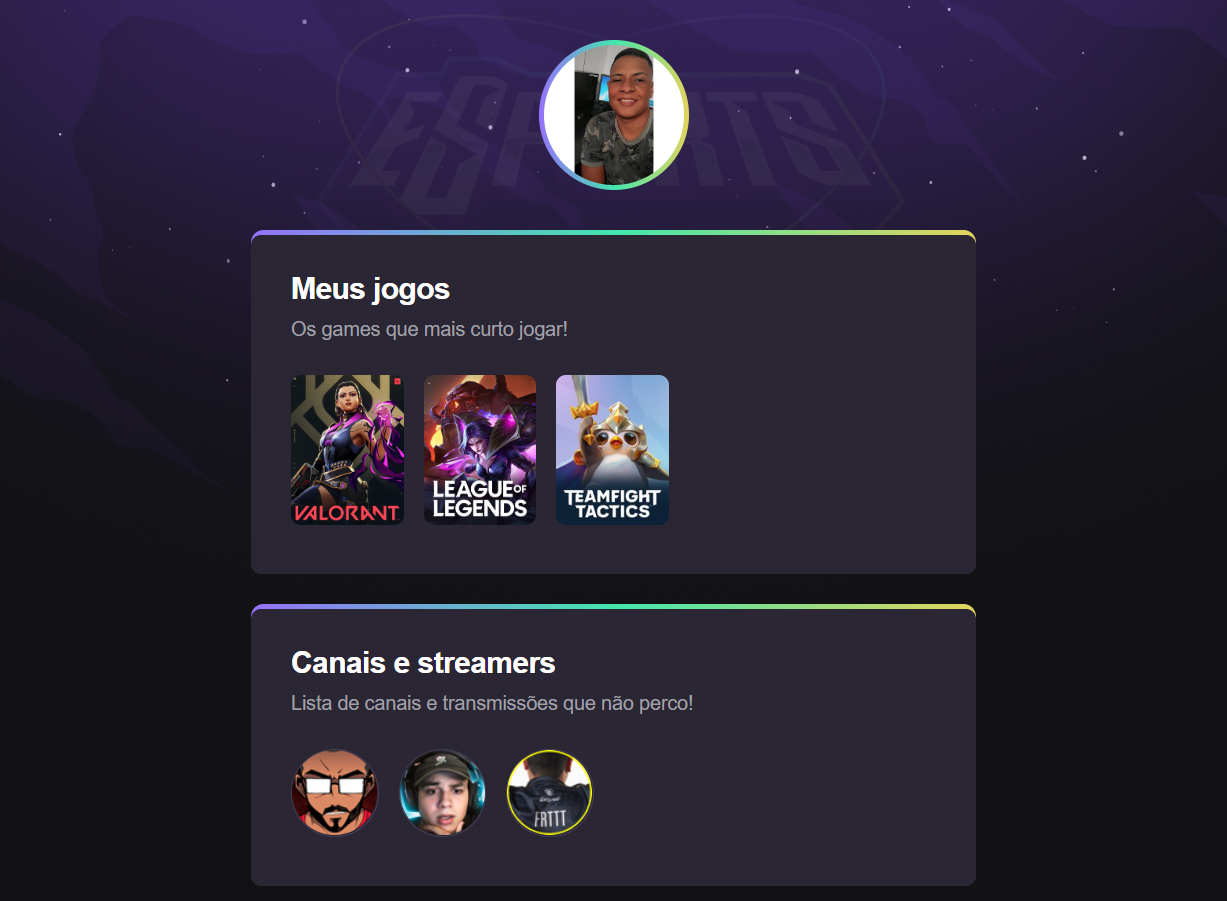 ESPORTS
Meus jogos
Os games que mais curto jogar!
VALORANT
LEAGUE OF
LEGENDS
TEAMFIGHT
TACTICS
Canais e streamers
Lista de canais e transmissões que não perco!
FRTTT